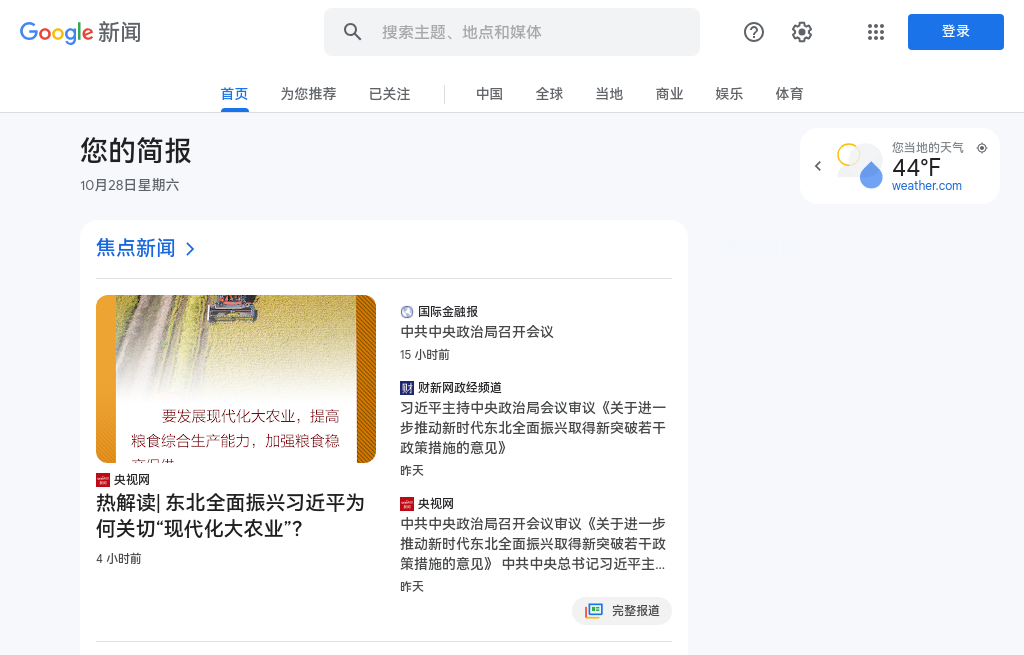 Google 新闻
搜索主题、地点和媒体
登录
首页
为您推荐
已关注
中国
全球
当地
商业
娱乐
体育
您的简报
10月28日星期六
您当地的天气
44°F
weather.com
焦点新闻
要发展现代化大农业，提高
粮食综合生产能力，加强粮食稳
央视网
热解读| 东北全面振兴习近平为
何关切“现代化大农业”？
4 小时前
国际金融报
中共中央政治局召开会议
15 小时前
财新网政经频道
习近平主持中央政治局会议审议《关于进一
步推动新时代东北全面振兴取得新突破若干
政策措施的意见》
昨天
央视网
中共中央政治局召开会议审议《关于进一步
推动新时代东北全面振兴取得新突破若干政
策措施的意见》 中共中央总书记习近平主...
昨天
完整报道